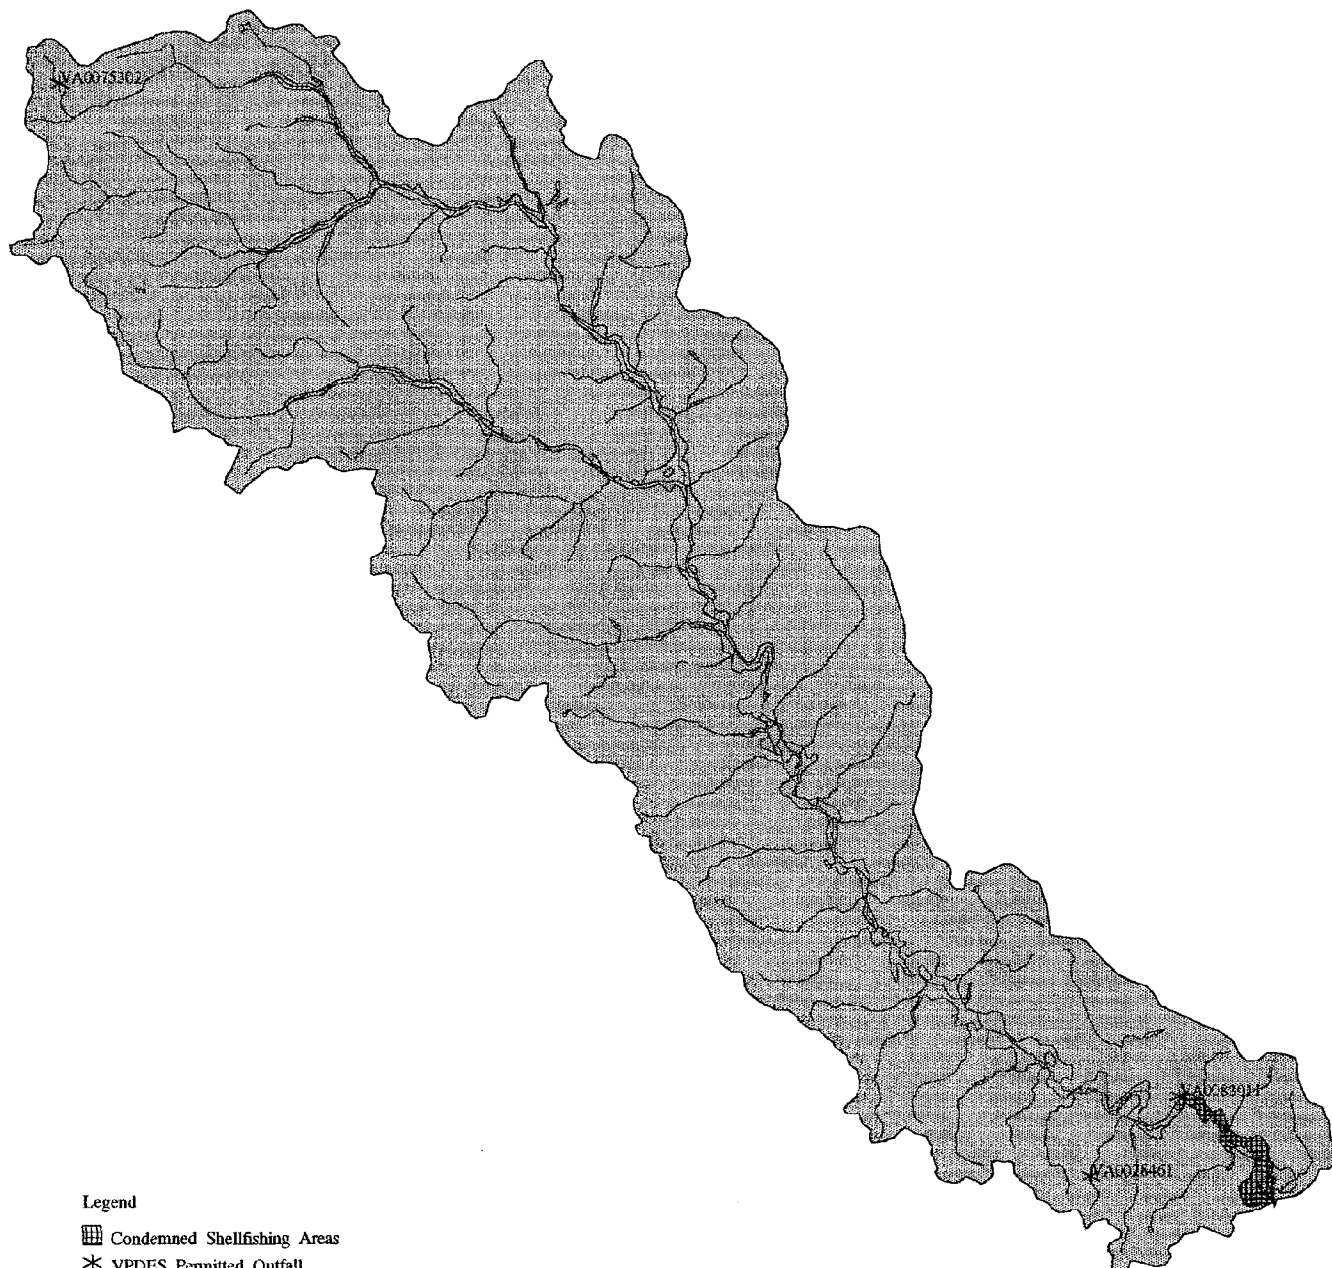 VA0075302
VA0083011
VA0028461
Legend
Condemned Shellfishing Areas
VPDES Permitted Outfall